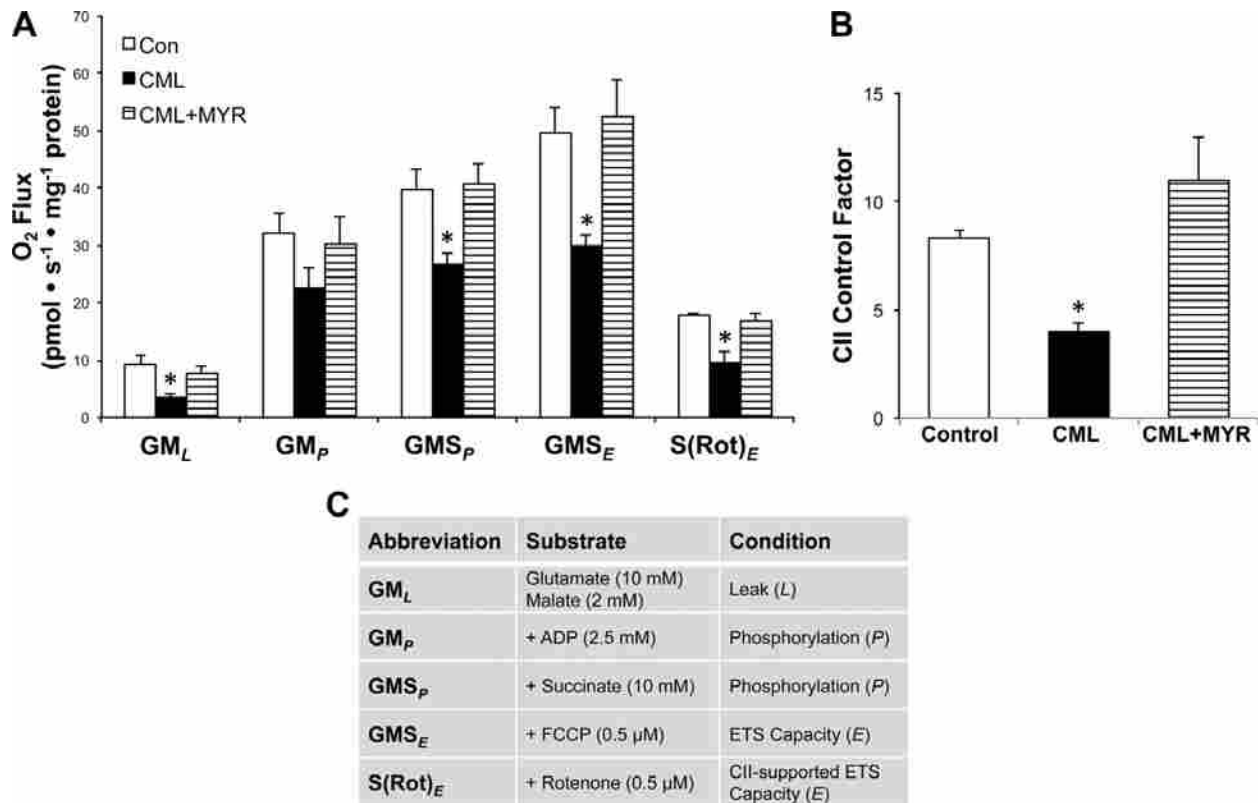 A
70
60
50
40
30
20
10
0
O2 Flux
(pmol • s-1 • mg-1 protein)
Con
CML
CML+MYR
*
*
*
*
GML
GMP
GMSP
GMSE
S(Rot)E
B
15
10
5
0
CII Control Factor
*
Control
CML
CML+MYR
C
Abbreviation Substrate Condition
GML Glutamate (10 mM) Leak (L)
Malate (2 mM)
GMP + ADP (2.5 mM) Phosphorylation (P)
GMSP + Succinate (10 mM) Phosphorylation (P)
GMSE + FCCP (0.5 µM) ETS Capacity (E)
S(Rot)E + Rotenone (0.5 µM) CII-supported ETS
Capacity (E)